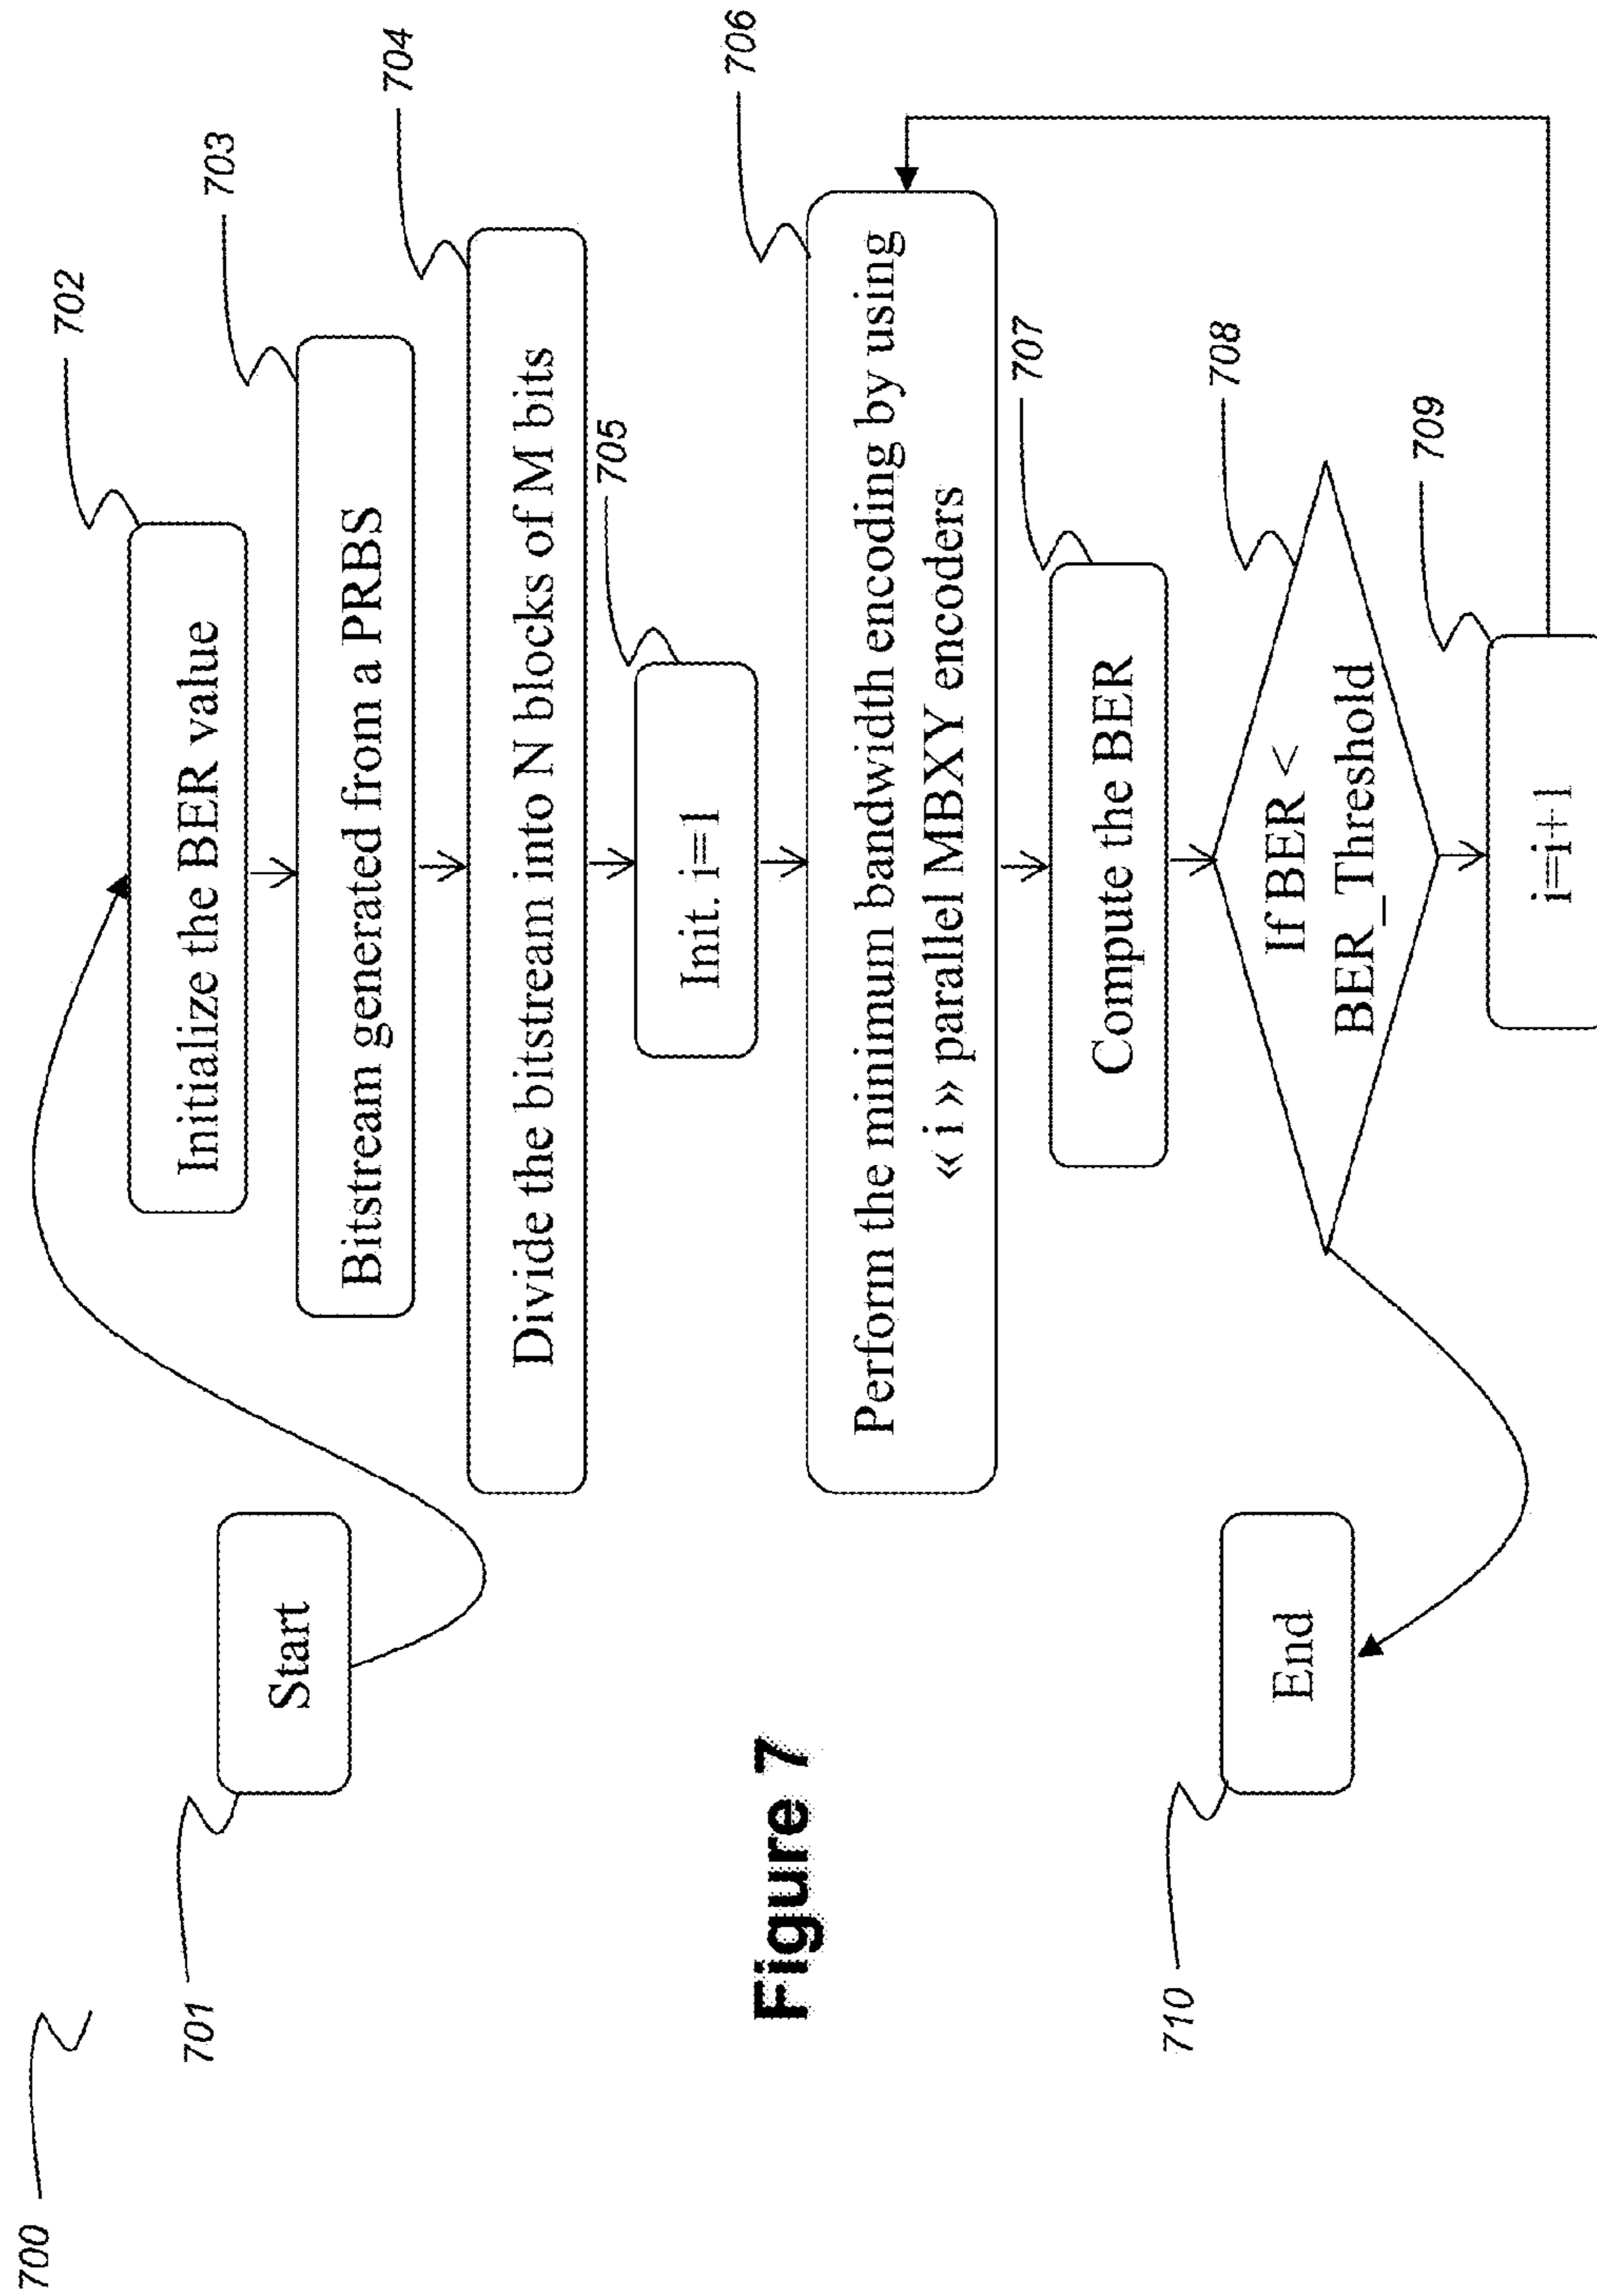 700
701
Start
702
Initialize the BER value
703
Bitstream generated from a PRBS
704
Divide the bitstream into N blocks of M bits
705
Init. i=1
706
Perform the minimum bandwidth encoding by using
« i » parallel MBXY encoders
707
Compute the BER
708
If BER <
BER_Threshold
709
i=i+1
710
End
Figure 7